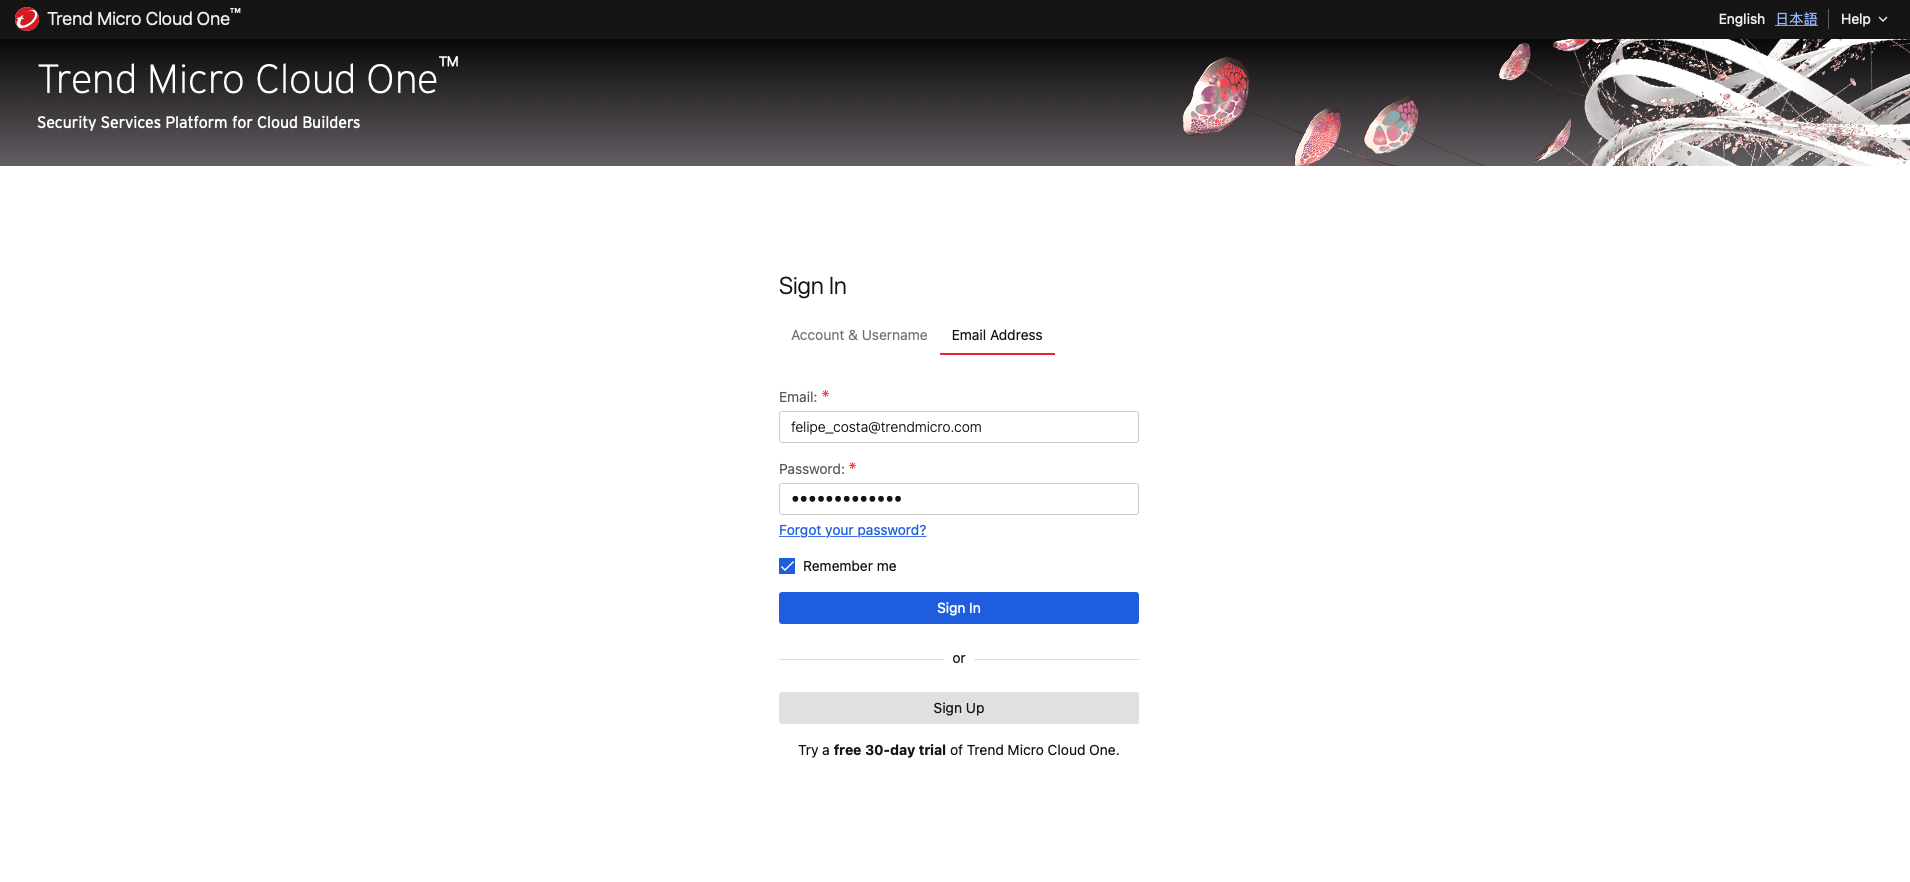 Trend Micro Cloud One™
English 日本語 Help
Trend Micro Cloud One™
Security Services Platform for Cloud Builders
Sign In
Account & Username Email Address
Email: *
felipe_costa@trendmicro.com
Password: *
•••••••••••••
Forgot your password?
Remember me
Sign In
or
Sign Up
Try a free 30-day trial of Trend Micro Cloud One.